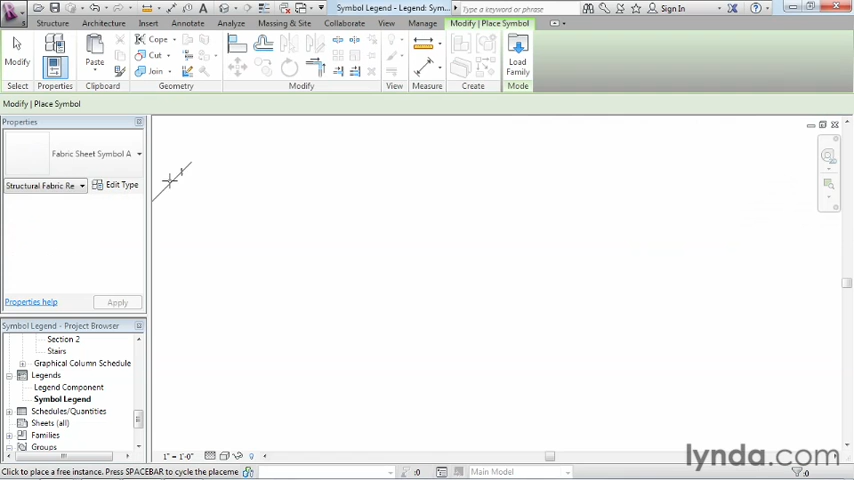 Symbol Legend - Legend: Sym...
Type a keyword or phrase
Sign In
Structure
Architecture
Insert
Annotate
Analyze
Massing & Site
Collaborate
View
Manage
Modify | Place Symbol
Modify
Properties
Paste
Cope
Cut
Join
Load
Family
Select
Properties
Clipboard
Geometry
Modify
View
Measure
Create
Mode
Modify | Place Symbol
Properties
Fabric Sheet Symbol A
Structural Fabric Re
Edit Type
Properties help
Apply
Symbol Legend - Project Browser
Section 2
Stairs
Graphical Column Schedule
Legends
Legend Component
Symbol Legend
Schedules/Quantities
Sheets (all)
Families
Groups
1" = 1'-0"
Click to place a free instance. Press SPACEBAR to cycle the placeme
:0
Main Model
:0
lynda.com